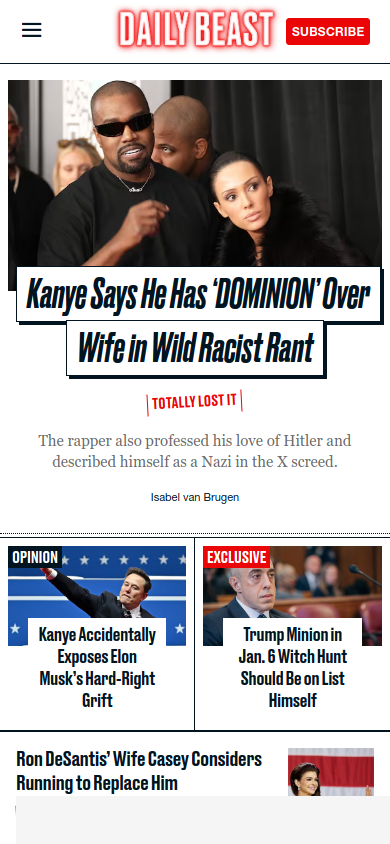 DAILY BEAST
SUBSCRIBE
Kanye Says He Has ‘DOMINION’ Over
Wife in Wild Racist Rant
TOTALLY LOST IT
The rapper also professed his love of Hitler and
described himself as a Nazi in the X screed.
Isabel van Brugen
OPINION
Kanye Accidentally
Exposes Elon
Musk’s Hard-Right
Grift
EXCLUSIVE
Trump Minion in
Jan. 6 Witch Hunt
Should Be on List
Himself
Ron DeSantis’ Wife Casey Considers
Running to Replace Him